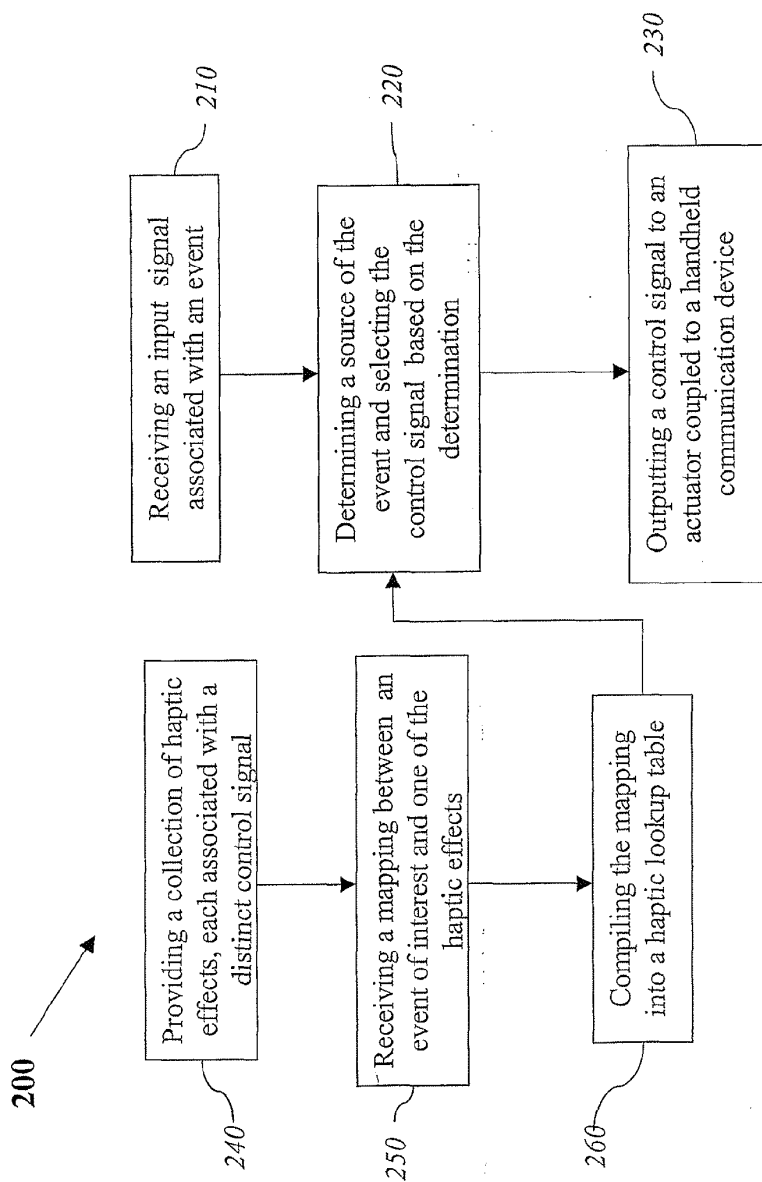 200
240
Providing a collection of haptic
effects, each associated with a
distinct control signal
250
Receiving a mapping between an
event of interest and one of the
haptic effects
260
Compiling the mapping
into a haptic lookup table
210
Receiving an input signal
associated with an event
220
Determining a source of the
event and selecting the
control signal based on the
determination
230
Outputting a control signal to an
actuator coupled to a handheld
communication device